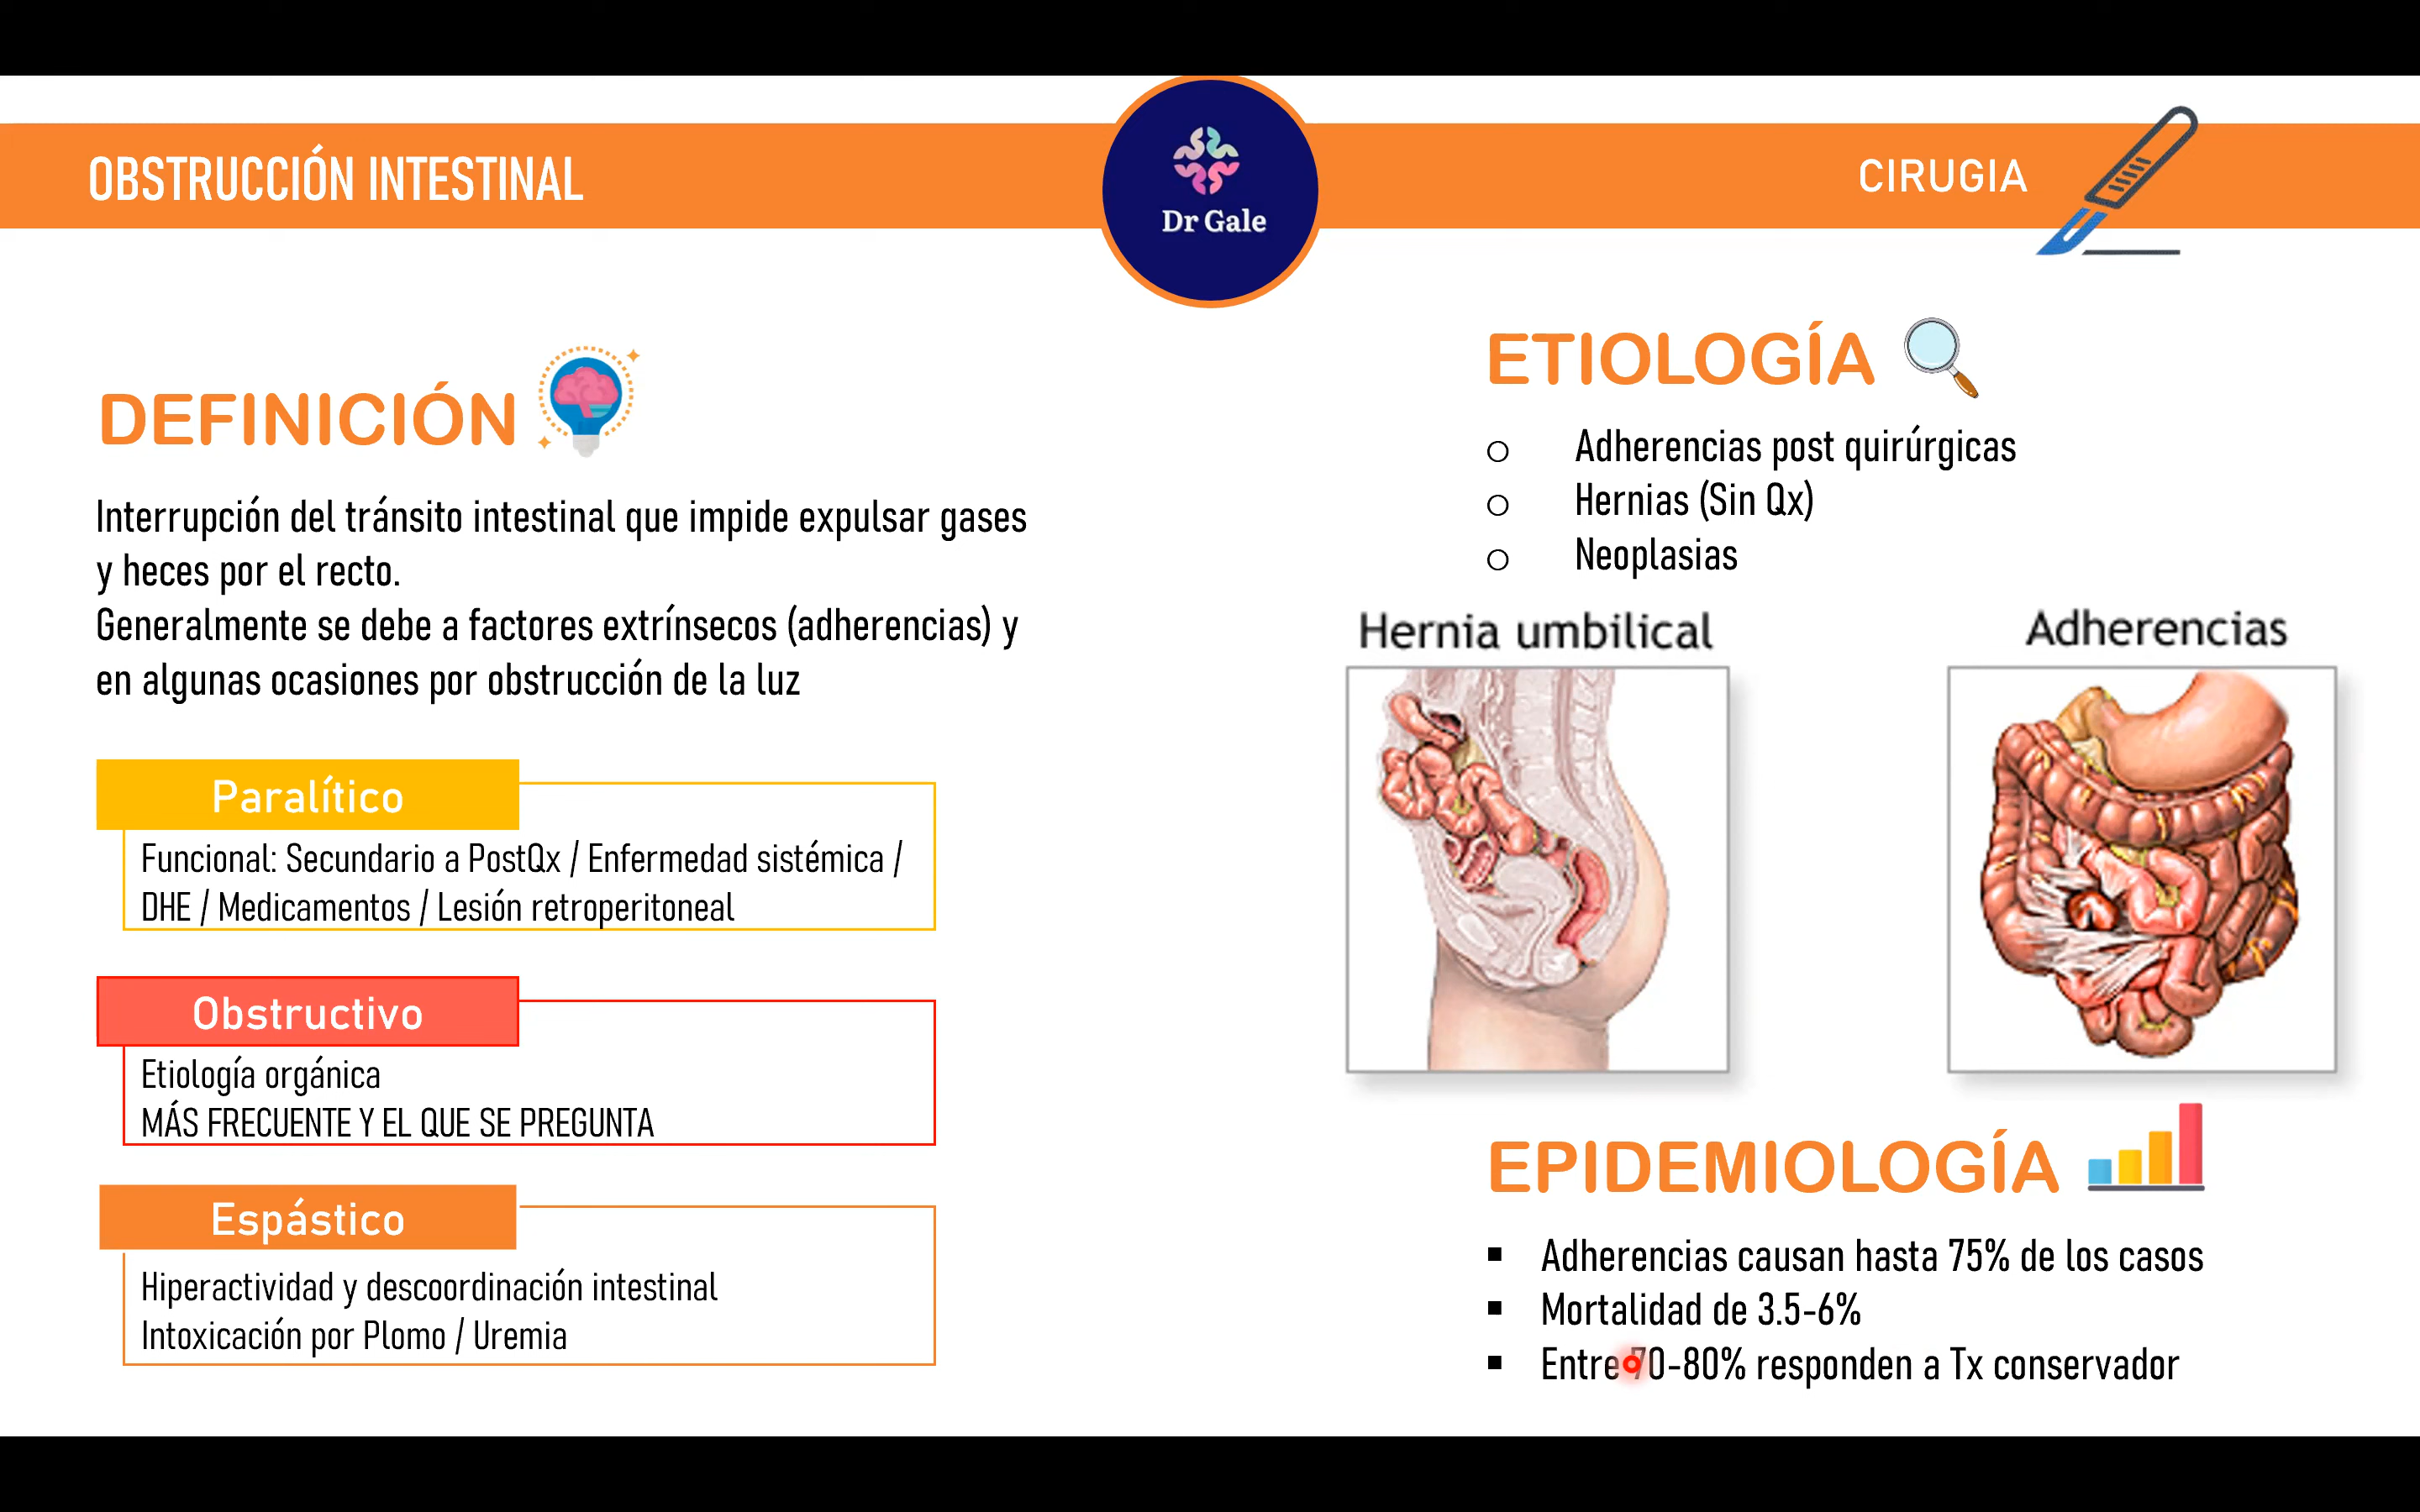 OBSTRUCCIÓN INTESTINAL
Dr Gale
CIRUGIA
DEFINICIÓN
Interrupción del tránsito intestinal que impide expulsar gases
y heces por el recto.
Generalmente se debe a factores extrínsecos (adherencias) y
en algunas ocasiones por obstrucción de la luz
Paralítico
Funcional: Secundario a PostQx / Enfermedad sistémica /
DHE / Medicamentos / Lesión retroperitoneal
Obstructivo
Etiología orgánica
MÁS FRECUENTE Y EL QUE SE PREGUNTA
Espástico
Hiperactividad y descoordinación intestinal
Intoxicación por Plomo / Uremia
ETIOLOGÍA
Adherencias post quirúrgicas
Hernias (Sin Qx)
Neoplasias
Hernia umbilical
Adherencias
EPIDEMIOLOGÍA
Adherencias causan hasta 75% de los casos
Mortalidad de 3.5-6%
Entre 70-80% responden a Tx conservador